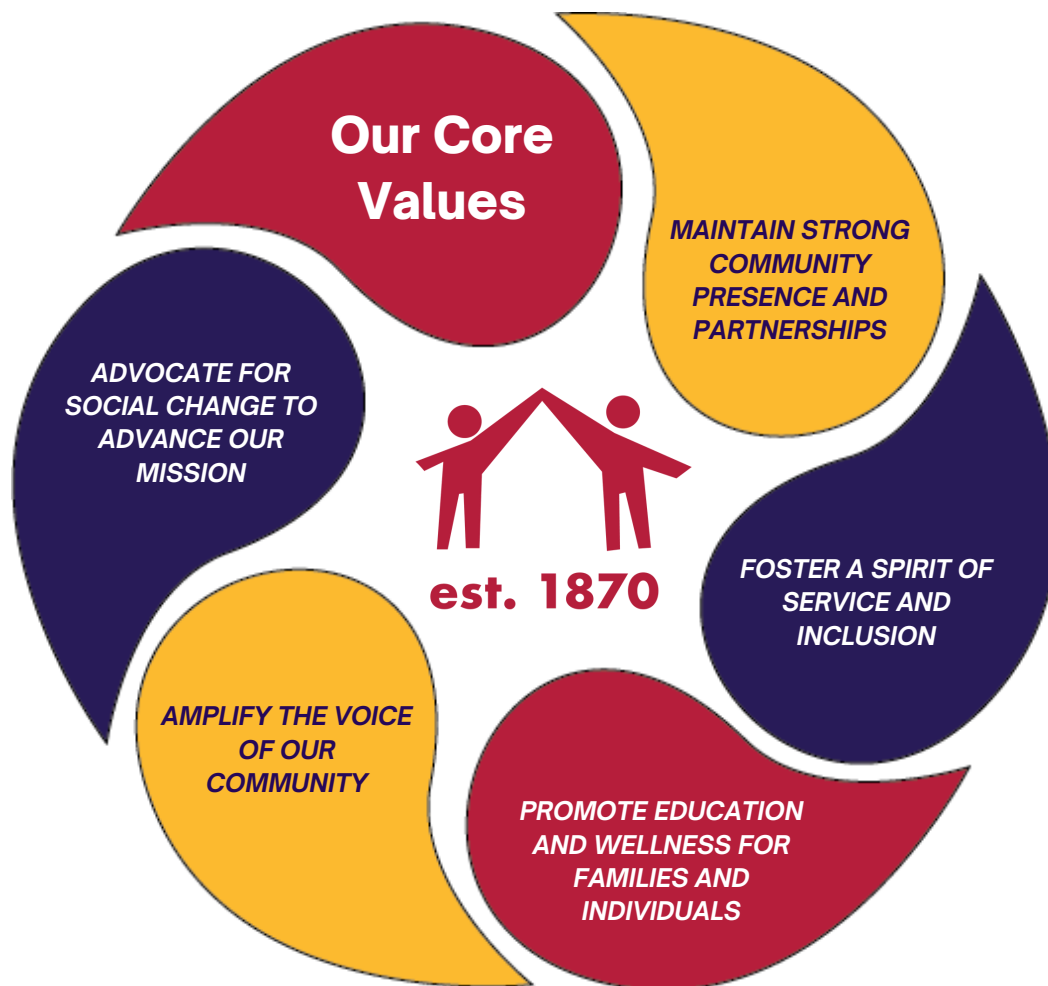 Our Core
Values
MAINTAIN STRONG
COMMUNITY
PRESENCE AND
PARTNERSHIPS
FOSTER A SPIRIT OF
SERVICE AND
INCLUSION
PROMOTE EDUCATION
AND WELLNESS FOR
FAMILIES AND
INDIVIDUALS
AMPLIFY THE VOICE
OF OUR
COMMUNITY
ADVOCATE FOR
SOCIAL CHANGE TO
ADVANCE OUR
MISSION
est. 1870